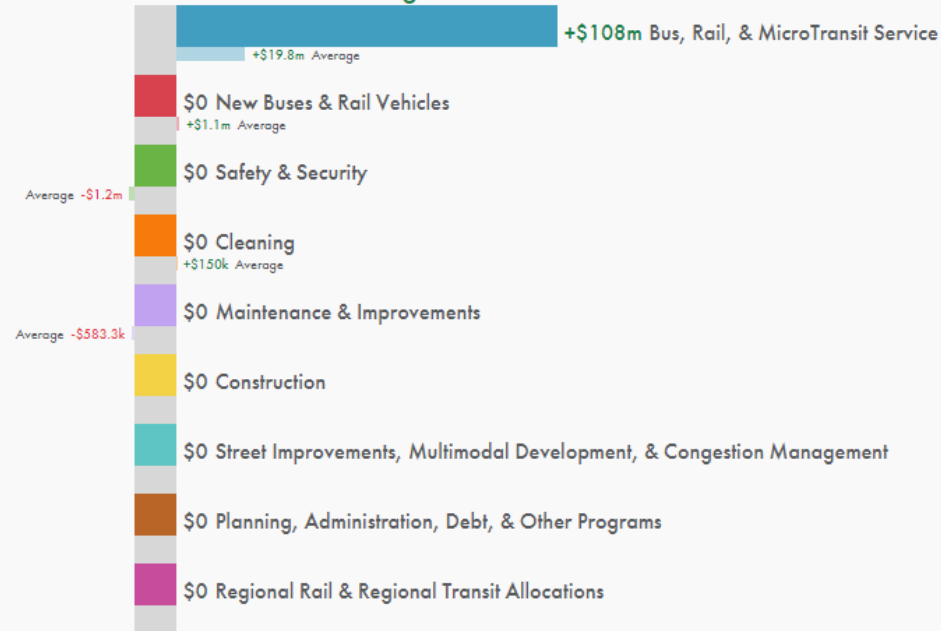 +$108m Bus, Rail, & MicroTransit Service
+$19.8m Average
$0 New Buses & Rail Vehicles
+$1.1m Average
$0 Safety & Security
Average -$1.2m
$0 Cleaning
+$150k Average
$0 Maintenance & Improvements
Average -$583.3k
$0 Construction
$0 Street Improvements, Multimodal Development, & Congestion Management
$0 Planning, Administration, Debt, & Other Programs
$0 Regional Rail & Regional Transit Allocations